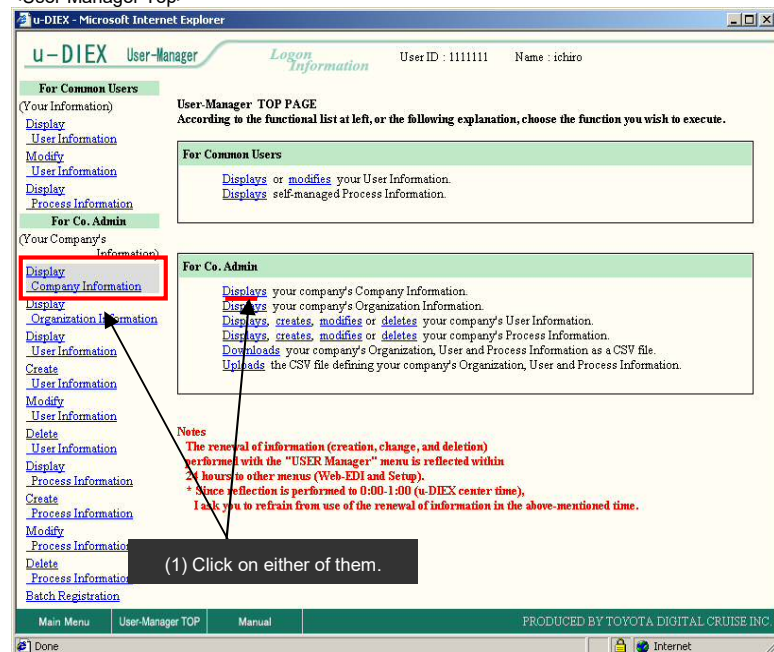 <User-Manager Top>
u-DIEX - Microsoft Internet Explorer
u-DIEX User-Manager
Logon Information
User ID : 1111111 Name : ichiro
For Common Users
(Your Information)
Display
User Information
Modify
User Information
Display
Process Information
For Co. Admin
(Your Company's
Information)
Display
Company Information
Display
Organization Information
Display
User Information
Create
User Information
Modify
User Information
Delete
User Information
Display
Process Information
Create
Process Information
Modify
Process Information
Delete
Process Information
Batch Registration
User-Manager TOP PAGE
According to the functional list at left, or the following explanation, choose the function you wish to execute.
For Common Users
Displays or modifies your User Information.
Displays self-managed Process Information.
For Co. Admin
Displays your company's Company Information.
Displays your company's Organization Information.
Displays, creates, modifies or deletes your company's User Information.
Displays, creates, modifies or deletes your company's Process Information.
Downloads your company's Organization, User and Process Information as a CSV file.
Uploads the CSV file defining your company's Organization, User and Process Information.
Notes
The renewal of information (creation, change, and deletion)
performed with the "USER Manager" menu is reflected within
24 hours to other menus (Web-EDI and Setup).
* Since reflection is performed to 0:00-1:00 (u-DIEX center time),
I ask you to refrain from use of the renewal of information in the above-mentioned time.
(1) Click on either of them.
Main Menu User-Manager TOP Manual PRODUCED BY TOYOTA DIGITAL CRUISE INC.
Done Internet